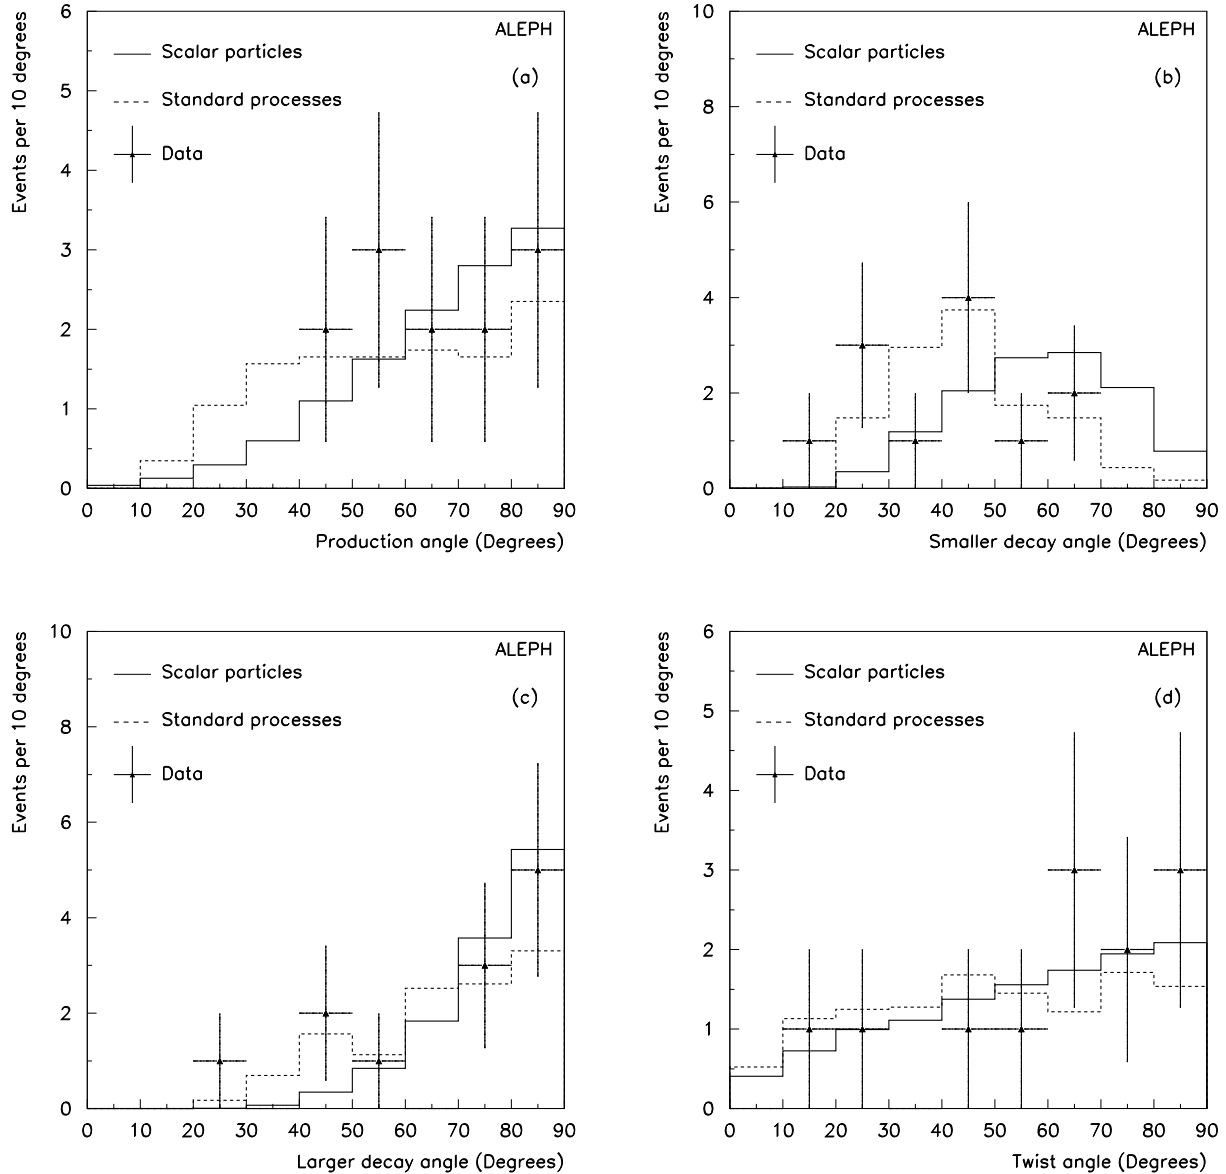 Events per 10 degrees
6
5
4
3
2
1
0
ALEPH
Scalar particles
(a)
Standard processes
Data
0 10 20 30 40 50 60 70 80 90
Production angle (Degrees)
Events per 10 degrees
10
8
6
4
2
0
ALEPH
Scalar particles
(b)
Standard processes
Data
0 10 20 30 40 50 60 70 80 90
Smaller decay angle (Degrees)
Events per 10 degrees
10
8
6
4
2
0
ALEPH
Scalar particles
(c)
Standard processes
Data
0 10 20 30 40 50 60 70 80 90
Larger decay angle (Degrees)
Events per 10 degrees
6
5
4
3
2
1
0
ALEPH
Scalar particles
(d)
Standard processes
Data
0 10 20 30 40 50 60 70 80 90
Twist angle (Degrees)